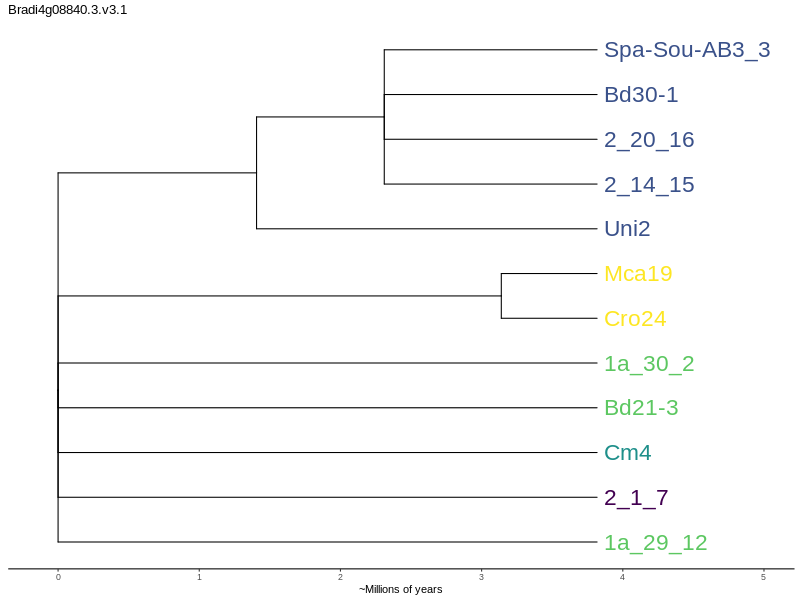 Bradi4g08840.3.v3.1
Spa-Sou-AB3_3
Bd30-1
2_20_16
2_14_15
Uni2
Mca19
Cro24
1a_30_2
Bd21-3
Cm4
2_1_7
1a_29_12
0 1 2 3 4 5
~Millions of years